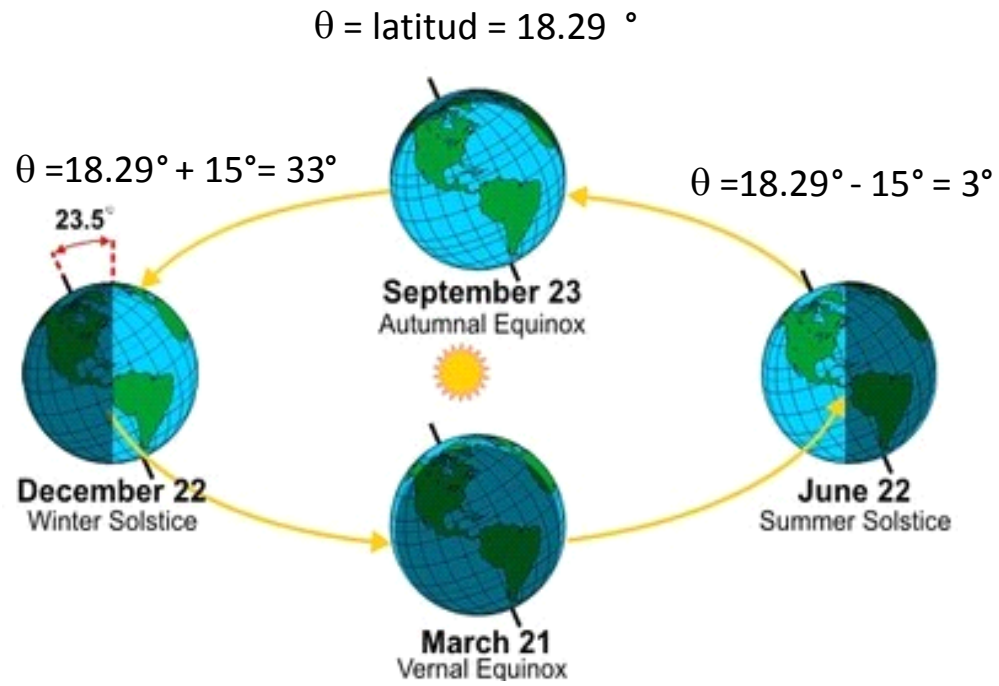 θ = latitud = 18.29 °
θ =18.29° + 15°= 33°
θ =18.29° - 15° = 3°
23.5°
September 23
Autumnal Equinox
December 22
Winter Solstice
June 22
Summer Solstice
March 21
Vernal Equinox